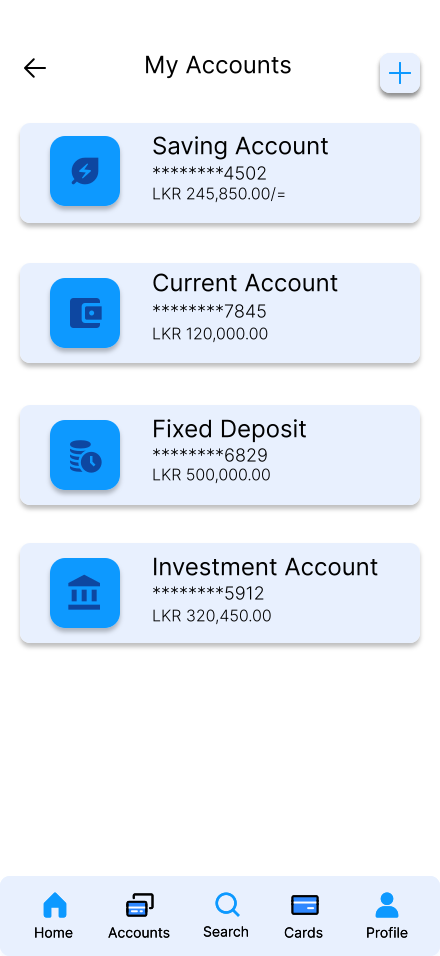 My Accounts
Saving Account
********4502
LKR 245,850.00/=
Current Account
********7845
LKR 120,000.00
Fixed Deposit
********6829
LKR 500,000.00
Investment Account
********5912
LKR 320,450.00
Home Accounts Search Cards Profile